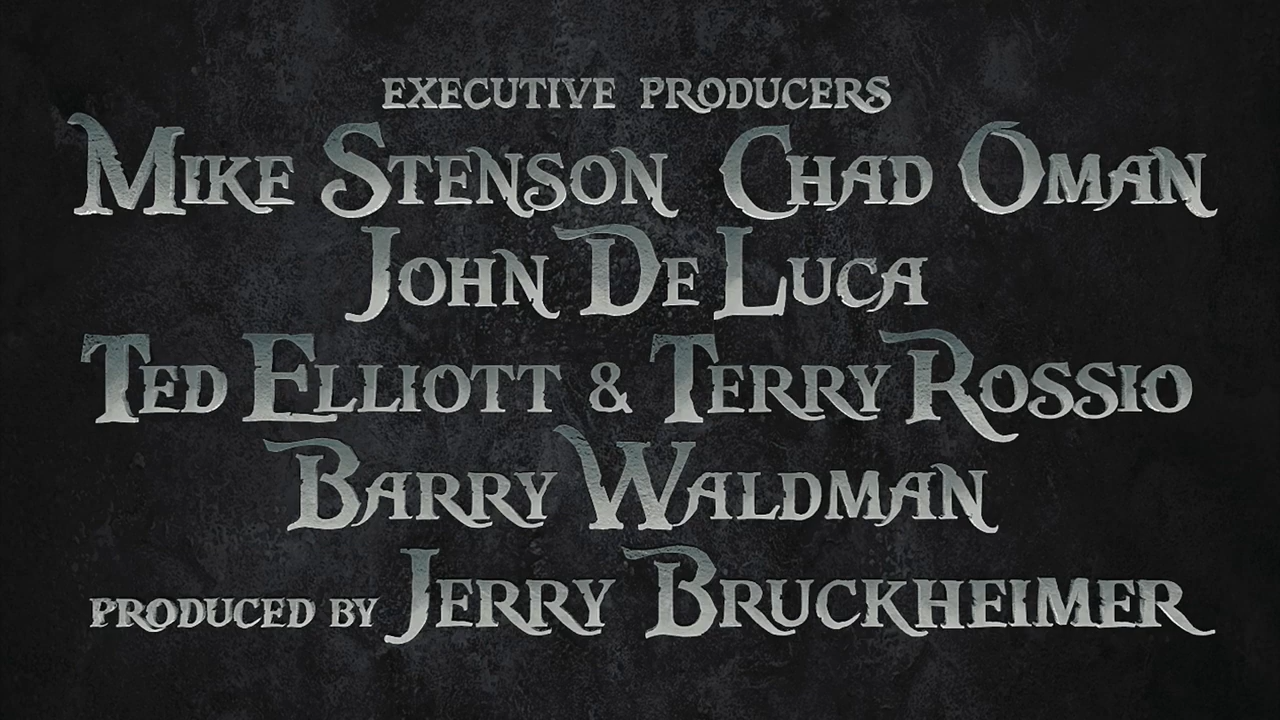 EXECUTIVE PRODUCERS
MIKE STENSON CHAD OMAN
JOHN DE LUCA
TED ELLIOTT & TERRY ROSSIO
BARRY WALDMAN
PRODUCED BY JERRY BRUCKHEIMER